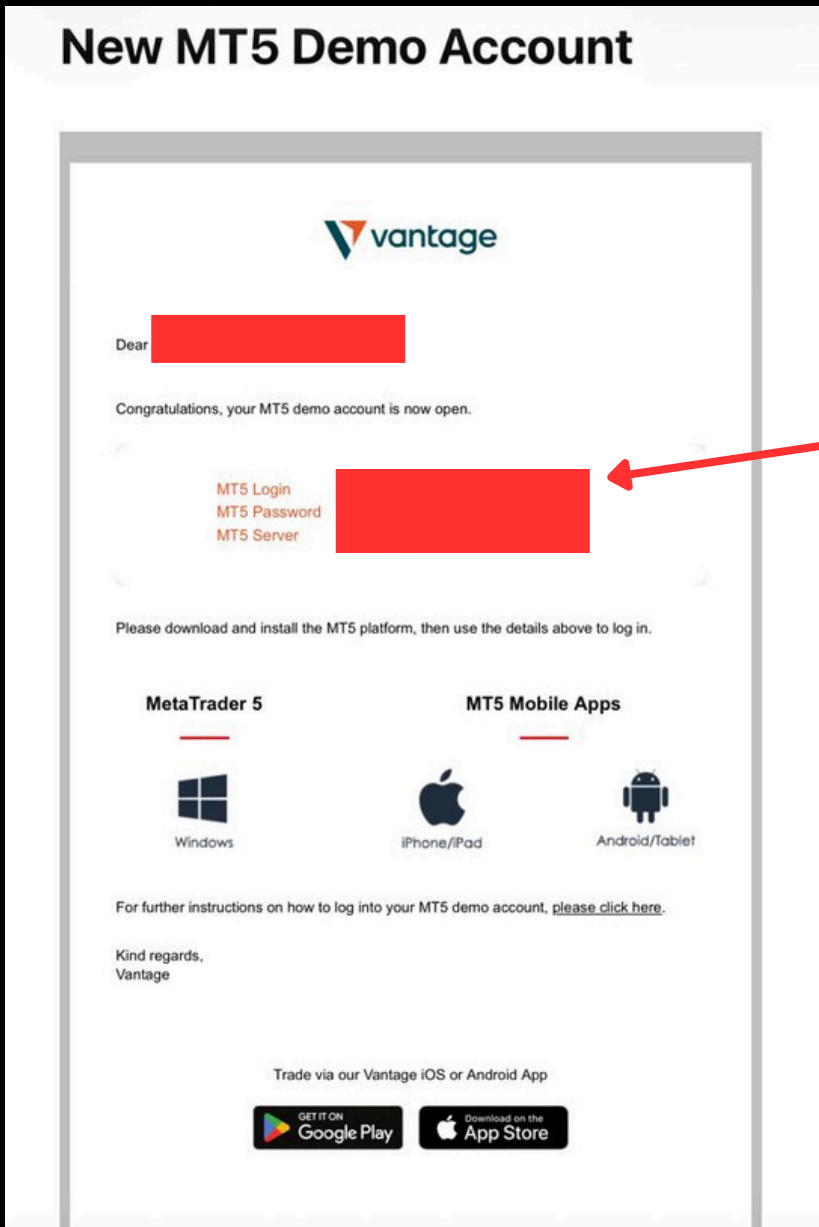 New MT5 Demo Account
vantage
Dear
Congratulations, your MT5 demo account is now open.
MT5 Login
MT5 Password
MT5 Server
Please download and install the MT5 platform, then use the details above to log in.
MetaTrader 5
MT5 Mobile Apps
Windows
iPhone/iPad
Android/Tablet
For further instructions on how to log into your MT5 demo account, please click here.
Kind regards,
Vantage
Trade via our Vantage iOS or Android App
GET IT ON
Google Play
Download on the
App Store